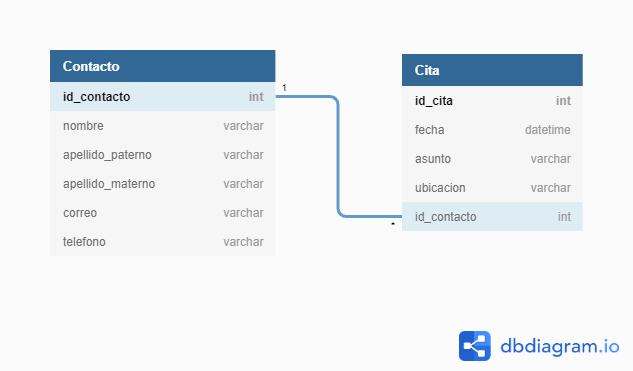 Contacto
id_contacto int
nombre varchar
apellido_paterno varchar
apellido_materno varchar
correo varchar
telefono varchar
1
*
Cita
id_cita int
fecha datetime
asunto varchar
ubicacion varchar
id_contacto int
dbdiagram.io